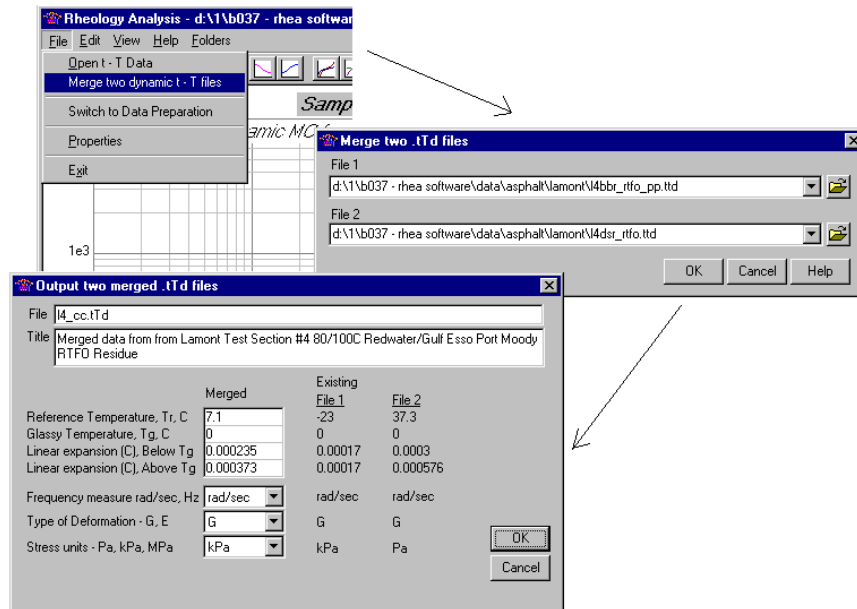 Rheology Analysis - d:\1\b037 - rhea softwar
File Edit View Help Folders
Open t - T Data
Merge two dynamic t - T files
Switch to Data Preparation
Properties
Exit
Samp
amic
1e3
Merge two .tTd files
File 1
d:\1\b037 - rhea software\data\asphalt\lamont\l4bbr_rtfo_pp.ttd
File 2
d:\1\b037 - rhea software\data\asphalt\lamont\l4dsr_rtfo.ttd
OK Cancel Help
Output two merged .tTd files
File l4_cc.tTd
Title Merged data from from Lamont Test Section #4 80/100C Redwater/Gulf Esso Port Moody
RTFO Residue
Existing
Merged File 1 File 2
Reference Temperature, Tr, C 7.1 -23 37.3
Glassy Temperature, Tg, C 0 0 0
Linear expansion (C), Below Tg 0.000235 0.00017 0.0003
Linear expansion (C), Above Tg 0.000373 0.00017 0.000576
Frequency measure rad/sec, Hz rad/sec rad/sec rad/sec
Type of Deformation - G, E G G G
Stress units - Pa, kPa, MPa kPa kPa Pa
OK
Cancel